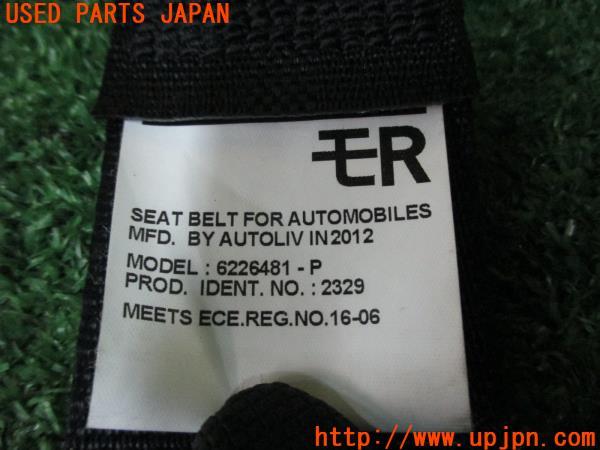 USED PARTS JAPAN
ER
SEAT BELT FOR AUTOMOBILES
MFD. BY AUTOLIV IN 2012
MODEL : 6226481 - P
PROD. IDENT. NO. : 2329
MEETS ECE.REG.NO.16-06
http://www.upjpn.com